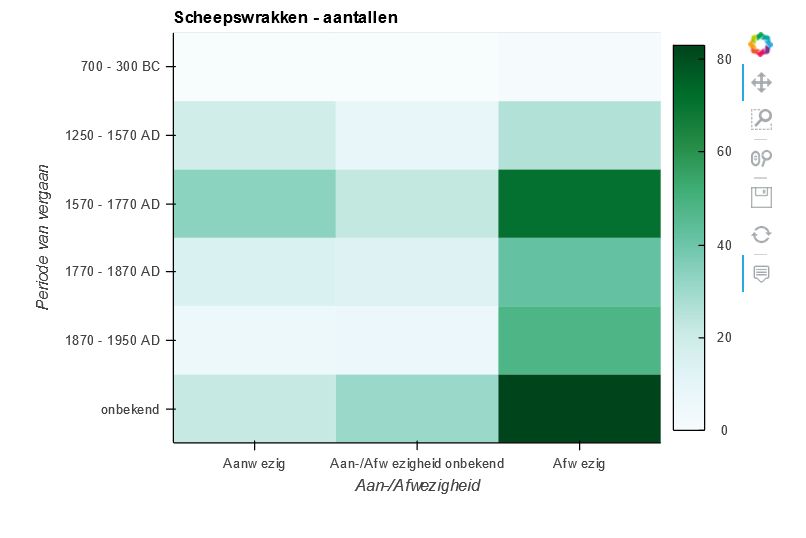 Scheepswrakken - aantallen
Periode van vergaan
700 - 300 BC
1250 - 1570 AD
1570 - 1770 AD
1770 - 1870 AD
1870 - 1950 AD
onbekend
Aanwezig
Aan-/Afwezigheid onbekend
Afwezig
Aan-/Afwezigheid
80
60
40
20
0